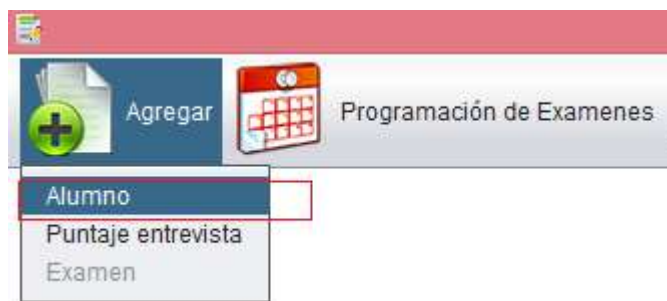 Agregar
Programación de Examenes
Alumno
Puntaje entrevista
Examen